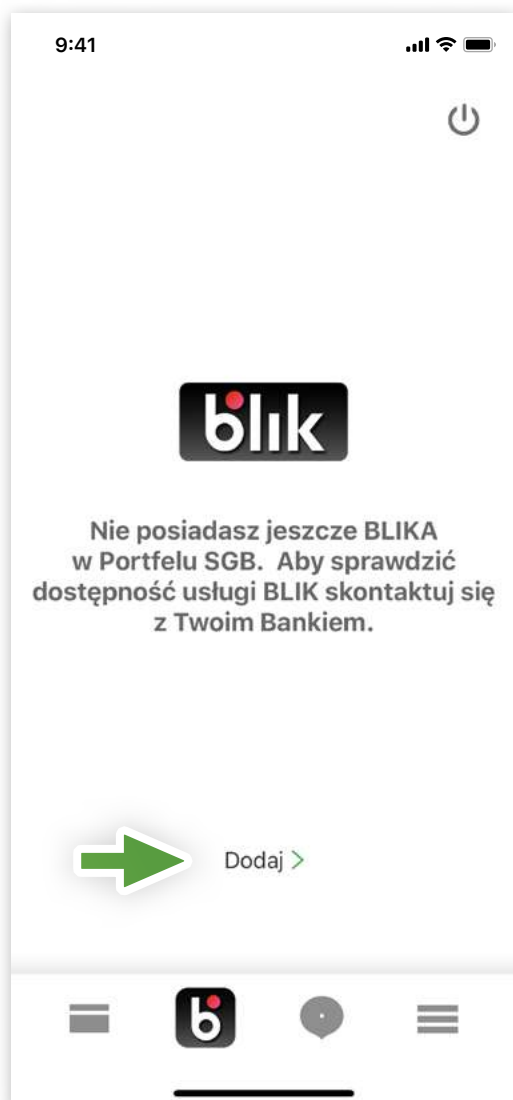 9:41
blik
Nie posiadasz jeszcze BLIKA
w Portfelu SGB. Aby sprawdzić
dostępność usługi BLIK skontaktuj się
z Twoim Bankiem.
Dodaj >
b